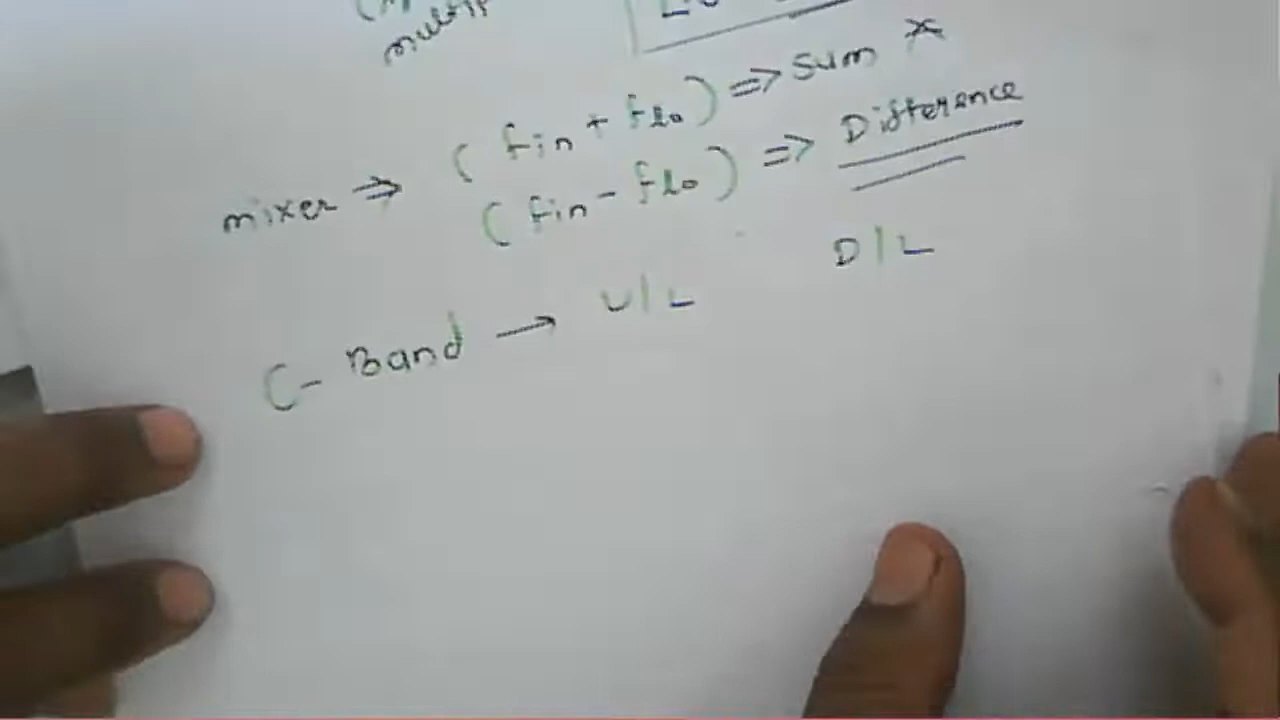 mixer => (fin + flo) => Sum x
(fin - flo) => Difference
C- Band → U/L D/L